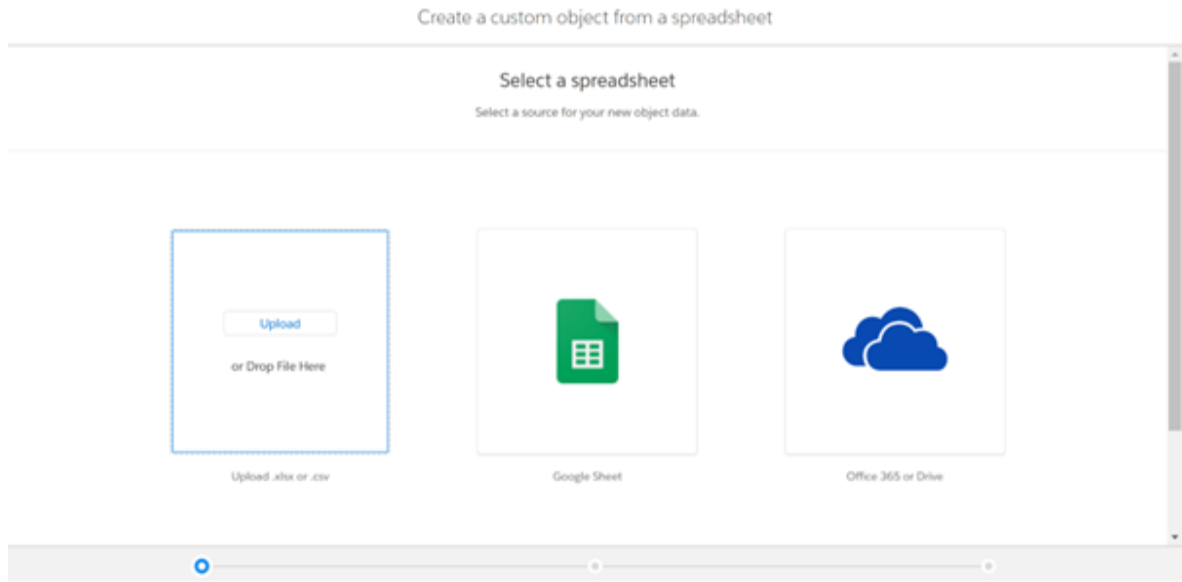 Create a custom object from a spreadsheet
Select a spreadsheet
Select a source for your new object data.
Upload
or Drop File Here
Upload .xlsx or .csv
Google Sheet
Office 365 or Drive